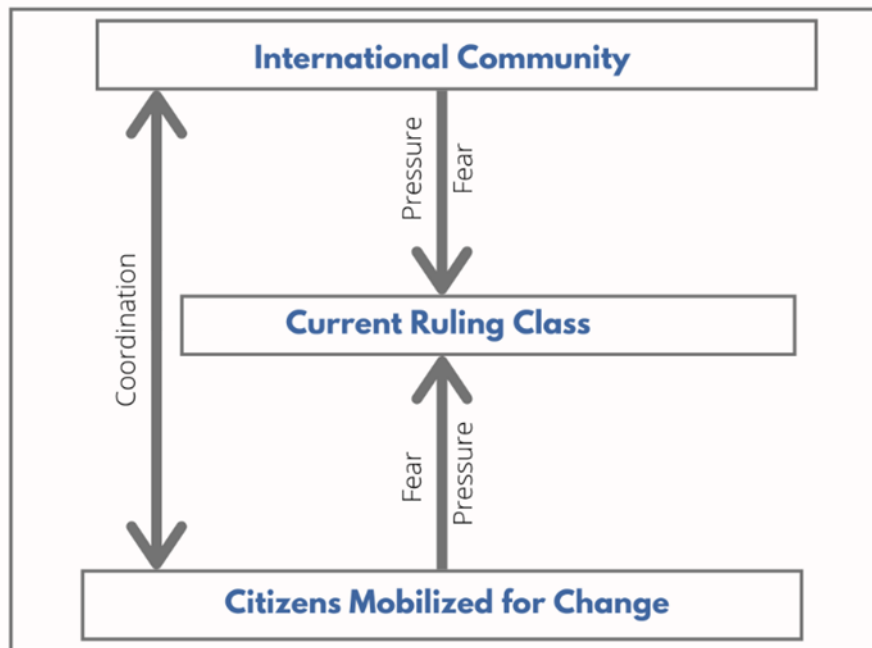 International Community
Pressure
Fear
Coordination
Current Ruling Class
Fear
Pressure
Citizens Mobilized for Change